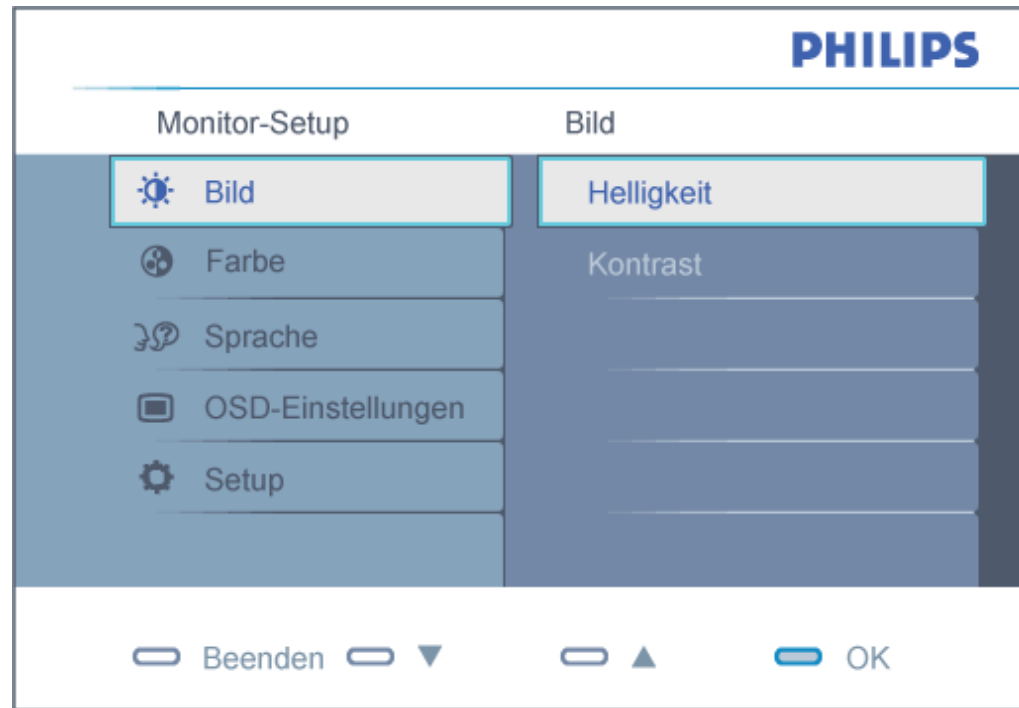 PHILIPS
Monitor-Setup Bild
Bild Helligkeit
Farbe Kontrast
Sprache
OSD-Einstellungen
Setup
Beenden ▼ ▲ OK